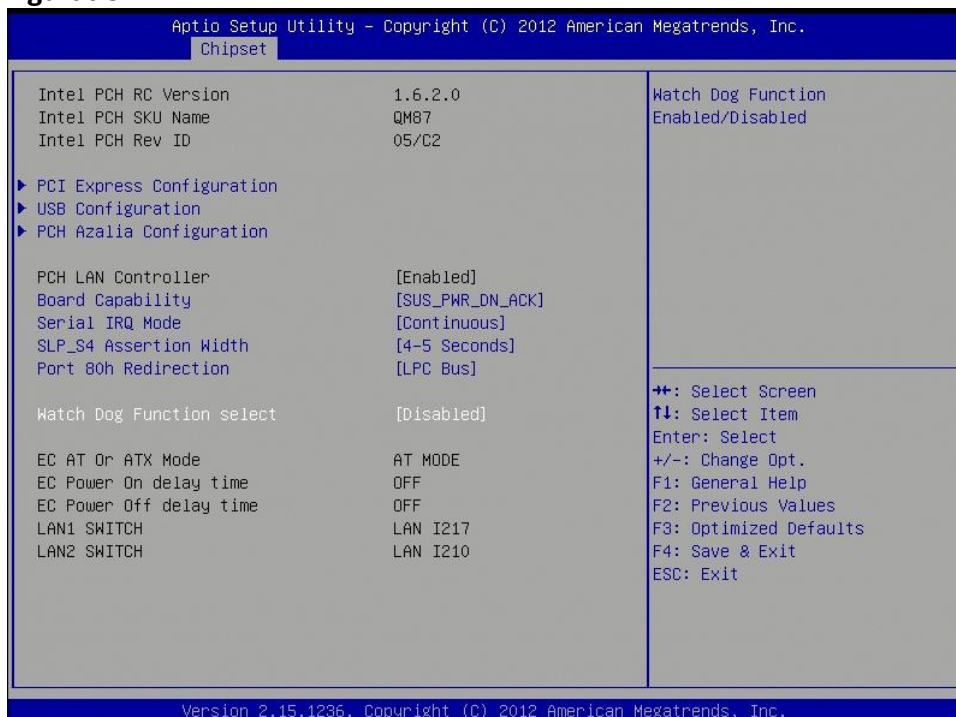 Aptio Setup Utility – Copyright (C) 2012 American Megatrends, Inc.
Chipset
Intel PCH RC Version 1.6.2.0
Intel PCH SKU Name QM87
Intel PCH Rev ID 05/C2
PCI Express Configuration
USB Configuration
PCH Azalia Configuration
PCH LAN Controller [Enabled]
Board Capability [SUS_PWR_DN_ACK]
Serial IRQ Mode [Continuous]
SLP_S4 Assertion Width [4-5 Seconds]
Port 80h Redirection [LPC Bus]
Watch Dog Function select [Disabled]
EC AT Or ATX Mode AT MODE
EC Power On delay time OFF
EC Power Off delay time OFF
LAN1 SWITCH LAN I217
LAN2 SWITCH LAN I210
Watch Dog Function
Enabled/Disabled
→←: Select Screen
↑↓: Select Item
Enter: Select
+/-: Change Opt.
F1: General Help
F2: Previous Values
F3: Optimized Defaults
F4: Save & Exit
ESC: Exit
Version 2.15.1236. Copyright (C) 2012 American Megatrends, Inc.